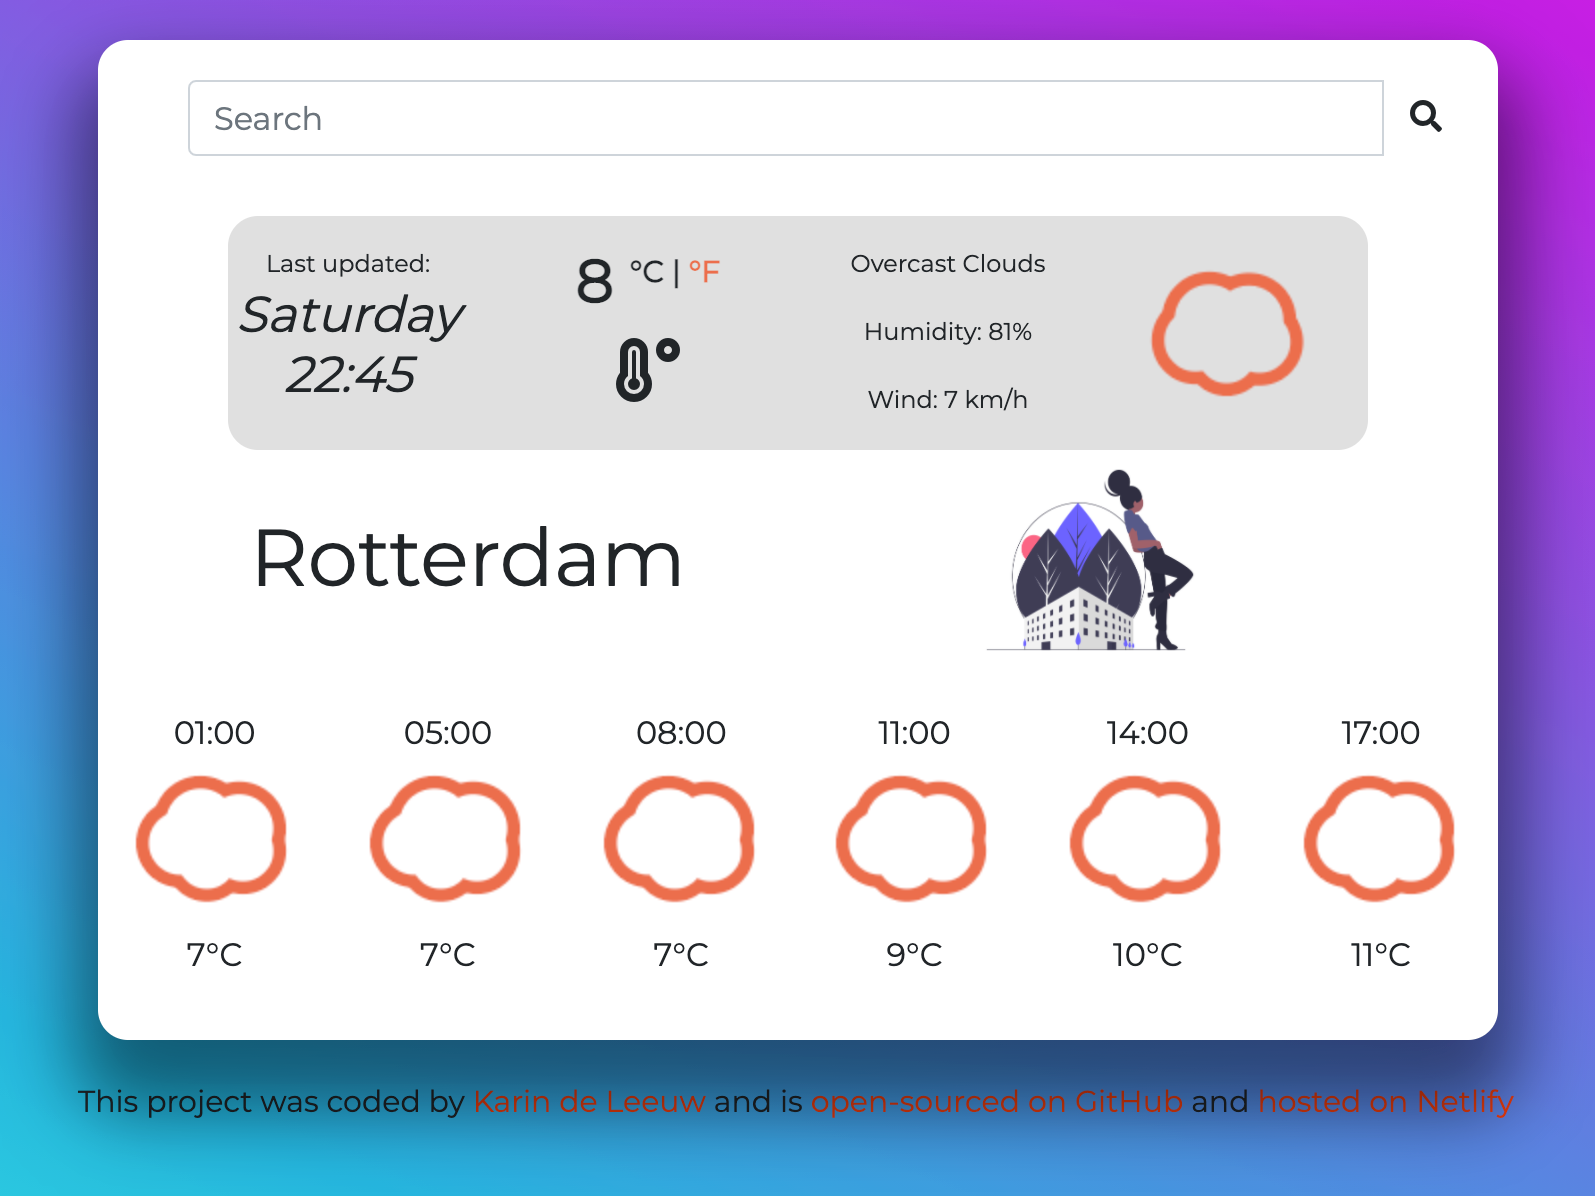 Search
Last updated:
Saturday
22:45
8 °C | °F
Overcast Clouds
Humidity: 81%
Wind: 7 km/h
Rotterdam
01:00 05:00 08:00 11:00 14:00 17:00
7°C 7°C 7°C 9°C 10°C 11°C
This project was coded by Karin de Leeuw and is open-sourced on GitHub and hosted on Netlify